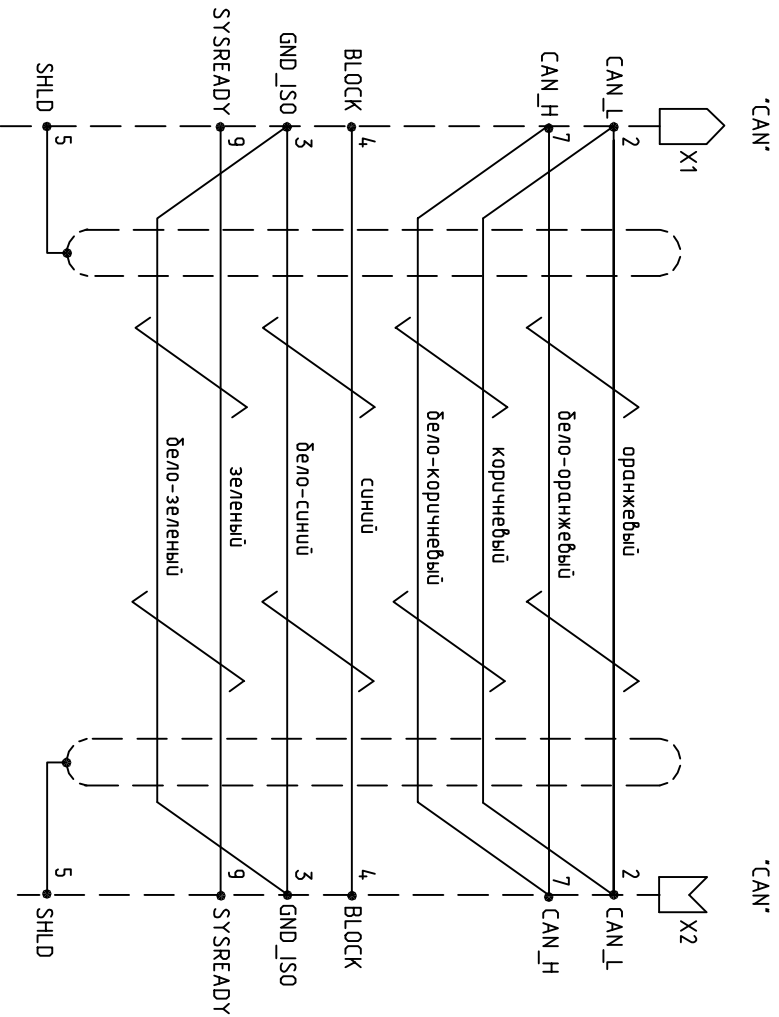 "CAN"
X1
CAN_L
2
CAN_H
7
BLOCK
4
GND_ISO
3
SYSREADY
9
SHLD
5
оранжевый
бело-оранжевый
коричневый
бело-коричневый
синий
бело-синий
зеленый
бело-зеленый
"CAN"
X2
2
CAN_L
7
CAN_H
4
BLOCK
3
GND_ISO
9
SYSREADY
5
SHLD